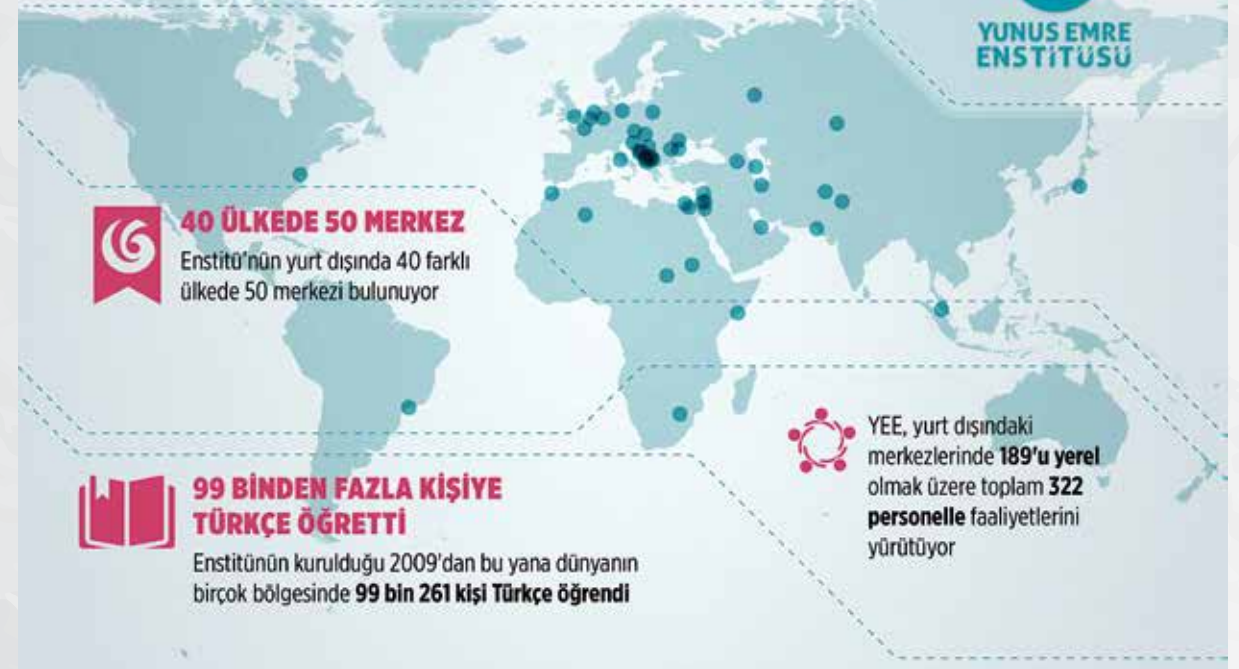 YUNUS EMRE
ENSTİTÜSÜ
40 ÜLKEDE 50 MERKEZ
Enstitü'nün yurt dışında 40 farklı
ülkede 50 merkezi bulunuyor
YEE, yurt dışındaki
merkezlerinde 189'u yerel
olmak üzere toplam 322
personelle faaliyetlerini
yürütüyor
99 BİNDEN FAZLA KİŞİYE
TÜRKÇE ÖĞRETTİ
Enstitünün kurulduğu 2009'dan bu yana dünyanın
birçok bölgesinde 99 bin 261 kişi Türkçe öğrendi